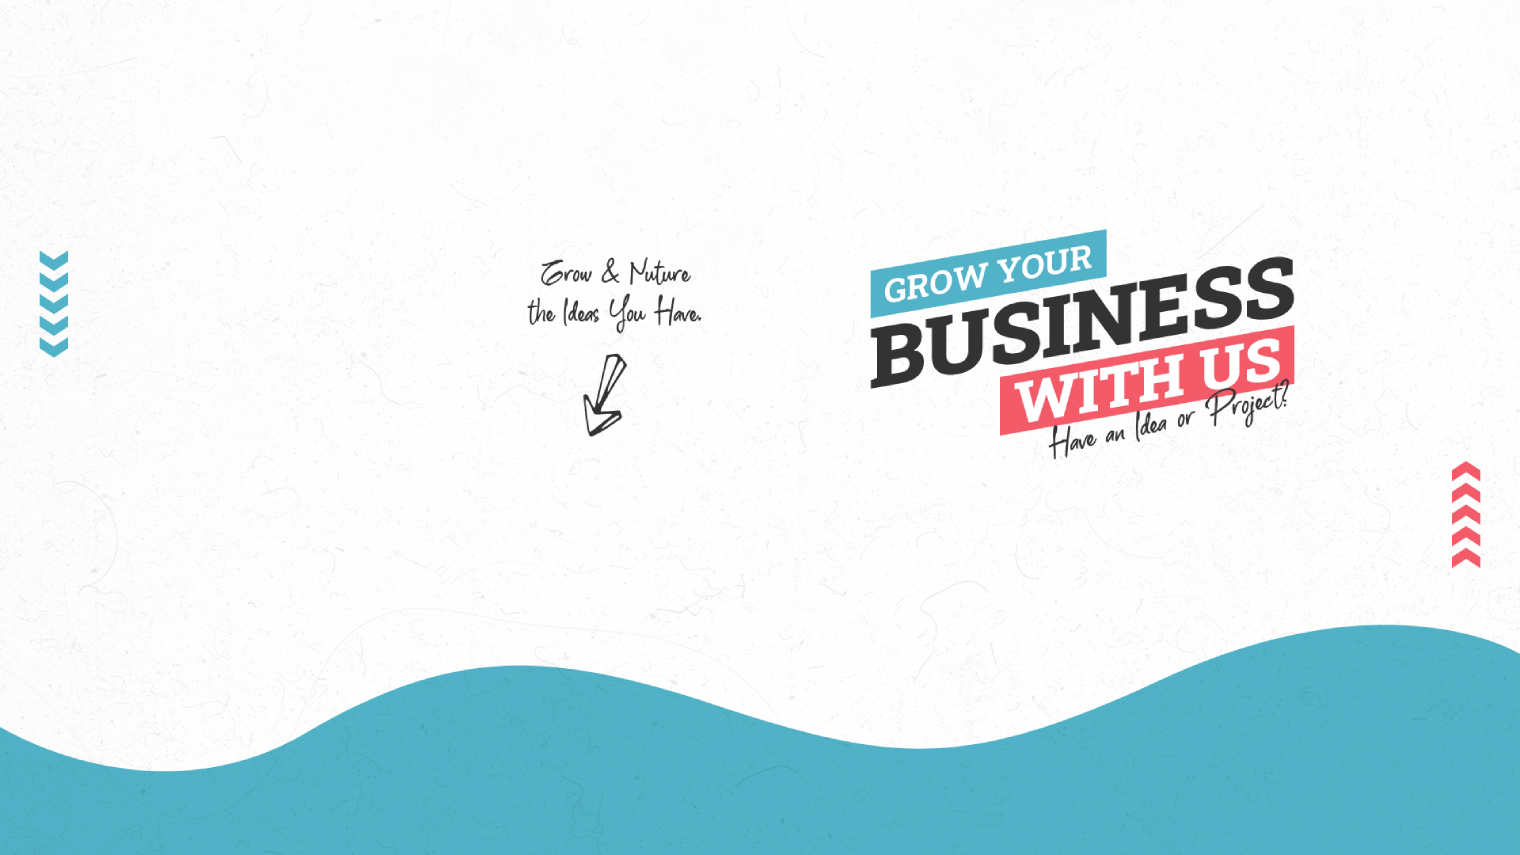 Grow & Nuture
the Ideas You Have.
GROW YOUR
BUSINESS
WITH US
Have an Idea or Project?